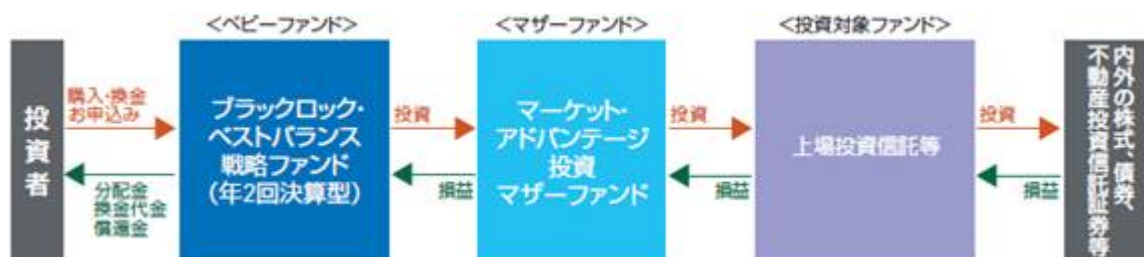 <ベビーファンド>
<マザーファンド>
<投資対象ファンド>
投資者
購入・換金
お申込み
分配金
換金代金
償還金
ブラックロック・
ベストバランス
戦略ファンド
(年2回決算型)
投資
損益
マーケット・
アドバンテージ
投資
マザーファンド
投資
損益
上場投資信託等
投資
損益
内外の株式、債券、
不動産投資信託証券等